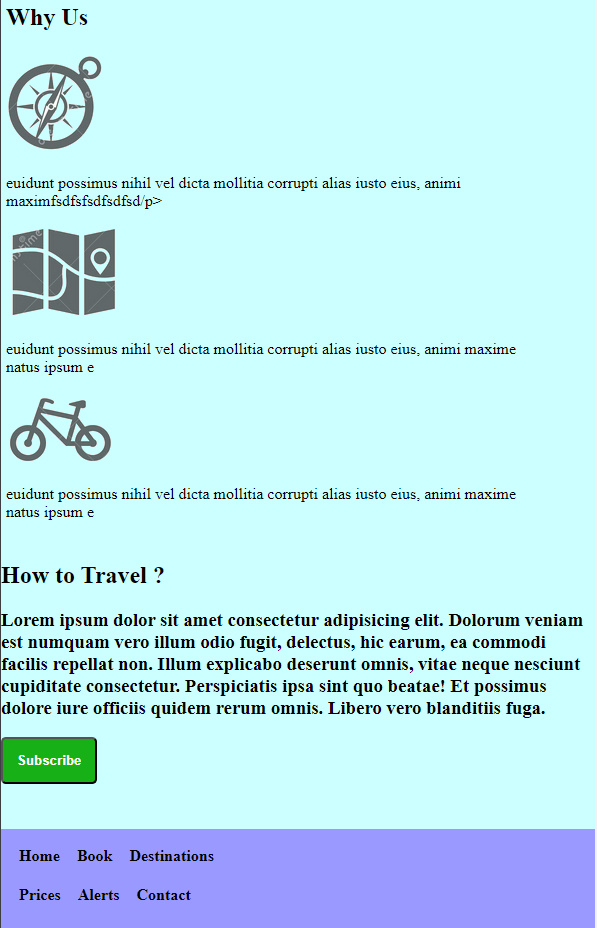 Why Us
euidunt possimus nihil vel dicta mollitia corrupti alias iusto eius, animi
maximfsdfsfsdfsdfsd/p>
euidunt possimus nihil vel dicta mollitia corrupti alias iusto eius, animi maxime
natus ipsum e
euidunt possimus nihil vel dicta mollitia corrupti alias iusto eius, animi maxime
natus ipsum e
How to Travel ?
Lorem ipsum dolor sit amet consectetur adipisicing elit. Dolorum veniam
est numquam vero illum odio fugit, delectus, hic earum, ea commodi
facilis repellat non. Illum explicabo deserunt omnis, vitae neque nesciunt
cupiditate consectetur. Perspiciatis ipsa sint quo beatae! Et possimus
dolore iure officiis quidem rerum omnis. Libero vero blanditiis fuga.
Subscribe
Home Book Destinations
Prices Alerts Contact